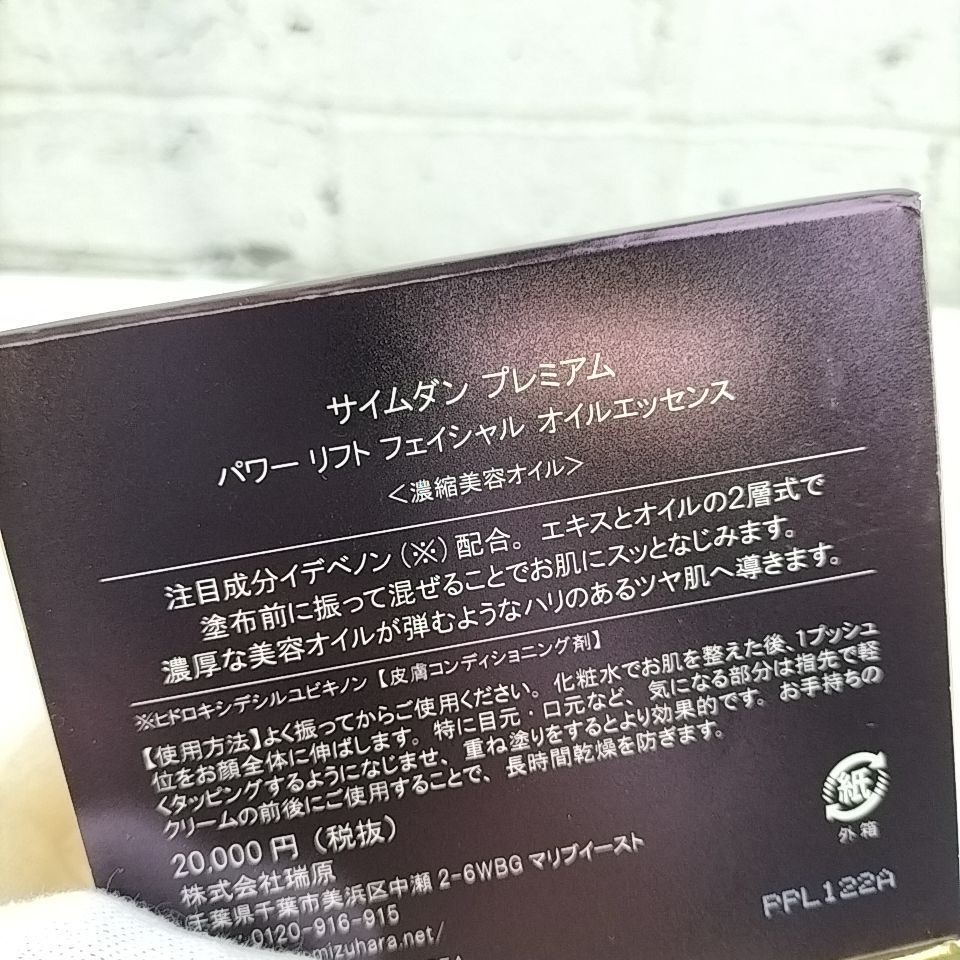 サイムダン プレミアム
パワー リフト フェイシャル オイルエッセンス
＜濃縮美容オイル＞
注目成分イデベノン（※）配合。エキスとオイルの2層式で
塗布前に振って混ぜることでお肌にスッとなじみます。
濃厚な美容オイルが弾むようなハリのあるツヤ肌へ導きます。
※ヒドロキシデシルユビキノン【皮膚コンディショニング剤】
【使用方法】よく振ってからご使用ください。化粧水でお肌を整えた後、1プッシュ
位をお顔全体に伸ばします。特に目元・口元など、気になる部分は指先で軽
くタッピングするようになじませ、重ね塗りをするとより効果的です。お手持ちの
クリームの前後にご使用することで、長時間乾燥を防ぎます。
20,000円（税抜）
株式会社瑞原
千葉県千葉市美浜区中瀬2-6WBG マリブイースト
0120-916-915
mizuhara.net/
紙
外箱
PPL122A